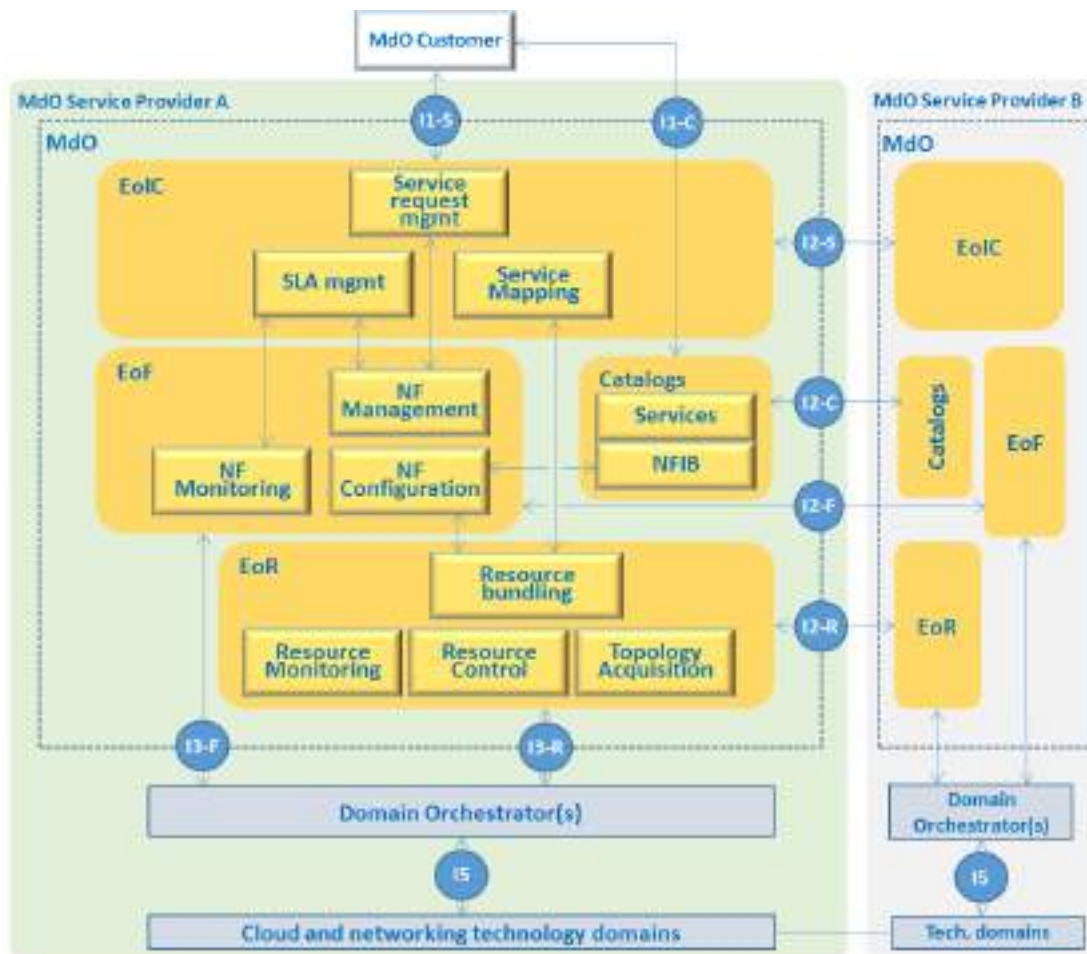 MdO Customer
MdO Service Provider A
MdO Service Provider B
I1-S
I1-C
MdO
MdO
EoIC
Service
request
mgmt
I2-S
EoIC
SLA mgmt
Service
Mapping
EoF
NF
Management
Catalogs
Services
NFIB
I2-C
Catalogs
EoF
NF
Monitoring
NF
Configuration
I2-F
EoR
Resource
bundling
I2-R
EoR
Resource
Monitoring
Resource
Control
Topology
Acquisition
I3-F
I3-R
Domain Orchestrator(s)
Domain
Orchestrator(s)
I5
I5
Cloud and networking technology domains
Tech. domains